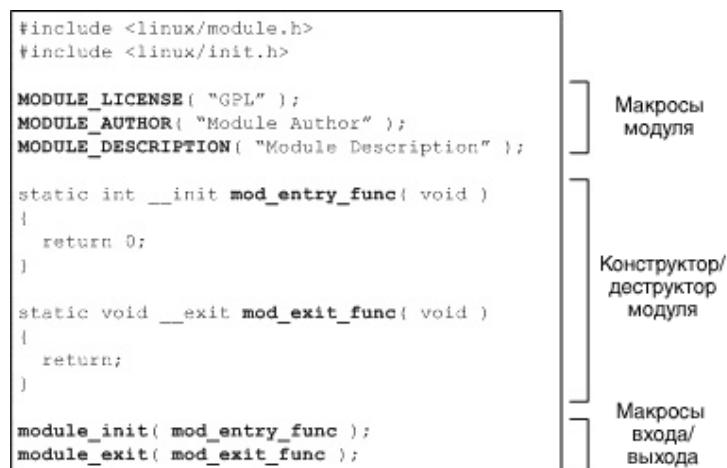 #include <linux/module.h>
#include <linux/init.h>
MODULE_LICENSE( “GPL” );
MODULE_AUTHOR( “Module Author” );
MODULE_DESCRIPTION( “Module Description” );
Макросы
модуля
static int __init mod_entry_func( void )
{
return 0;
}
static void __exit mod_exit_func( void )
{
return;
}
Конструктор/
деструктор
модуля
module_init( mod_entry_func );
module_exit( mod_exit_func );
Макросы
входа/
выхода